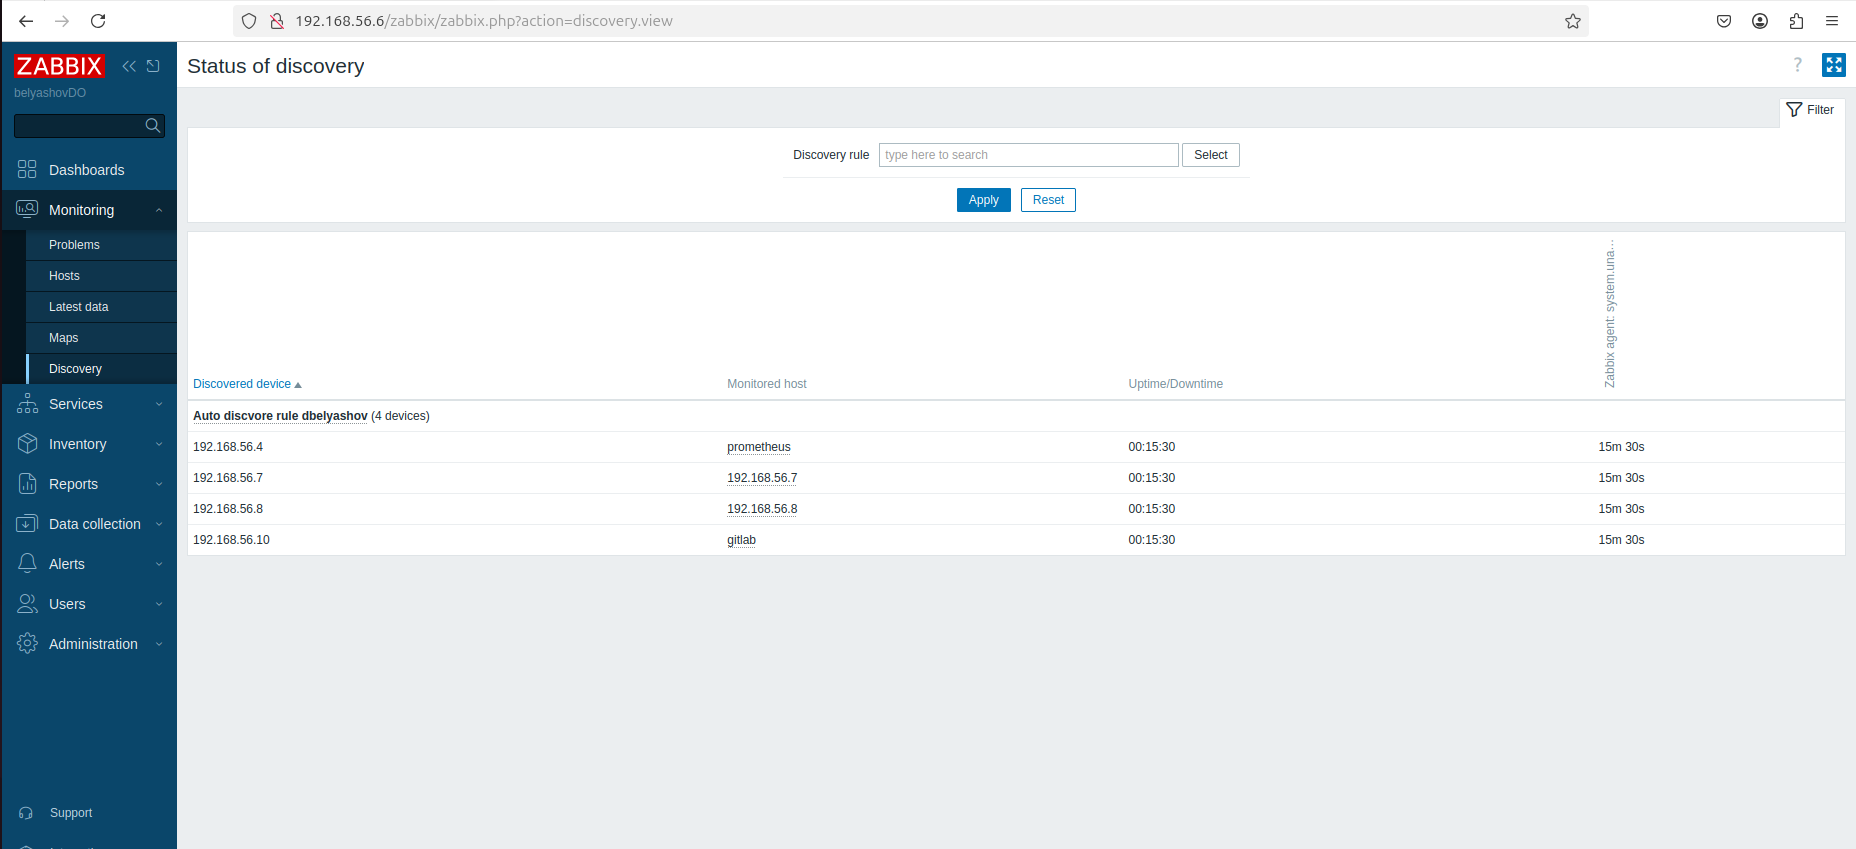 192.168.56.6/zabbix/zabbix.php?action=discovery.view
ZABBIX
belyashovDO
Dashboards
Monitoring
Problems
Hosts
Latest data
Maps
Discovery
Services
Inventory
Reports
Data collection
Alerts
Users
Administration
Support
Status of discovery
?
Filter
Discovery rule type here to search Select
Apply Reset
Discovered device Monitored host Uptime/Downtime Zabbix agent: system.una...
Auto discvore rule dbelyashov (4 devices)
192.168.56.4 prometheus 00:15:30 15m 30s
192.168.56.7 192.168.56.7 00:15:30 15m 30s
192.168.56.8 192.168.56.8 00:15:30 15m 30s
192.168.56.10 gitlab 00:15:30 15m 30s